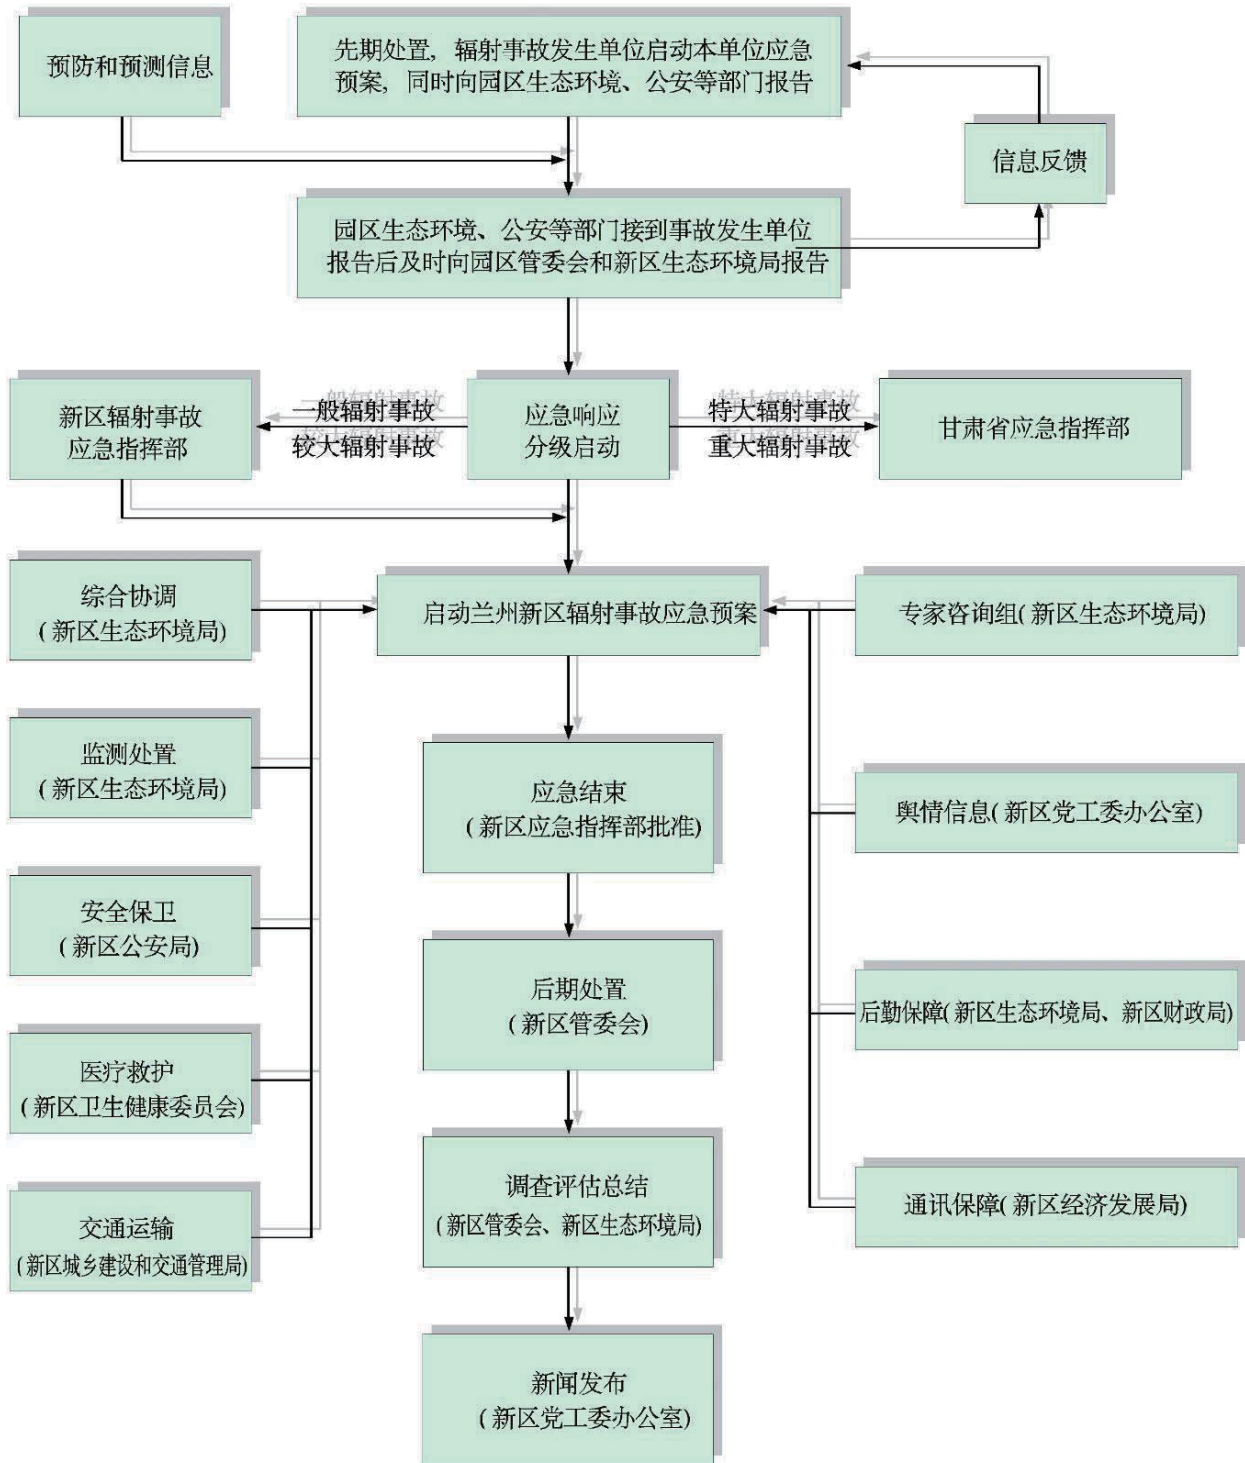 预防和预测信息
先期处置，辐射事故发生单位启动本单位应急
预案，同时向园区生态环境、公安等部门报告
信息反馈
园区生态环境、公安等部门接到事故发生单位
报告后及时向园区管委会和新区生态环境局报告
新区辐射事故
应急指挥部
一般辐射事故
较大辐射事故
应急响应
分级启动
特大辐射事故
重大辐射事故
甘肃省应急指挥部
综合协调
(新区生态环境局)
启动兰州新区辐射事故应急预案
专家咨询组(新区生态环境局)
监测处置
(新区生态环境局)
应急结束
(新区应急指挥部批准)
舆情信息(新区党工委办公室)
安全保卫
(新区公安局)
后期处置
(新区管委会)
后勤保障(新区生态环境局、新区财政局)
医疗救护
(新区卫生健康委员会)
调查评估总结
(新区管委会、新区生态环境局)
通讯保障(新区经济发展局)
交通运输
(新区城乡建设和交通管理局)
新闻发布
(新区党工委办公室)